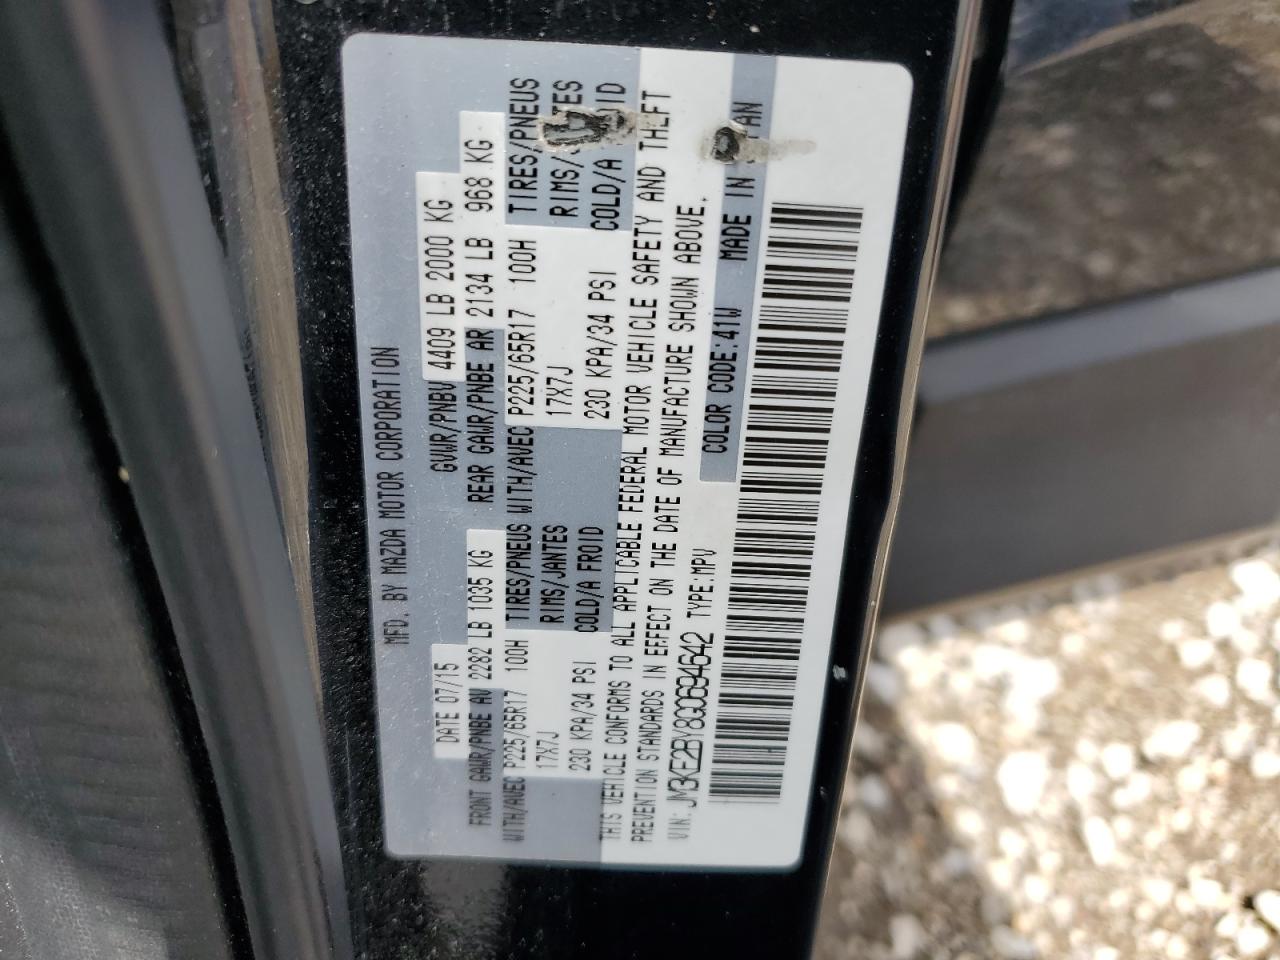 MFD. BY MAZDA MOTOR CORPORATION
DATE 07/15 GVWR/PNBV 4409 LB 2000 KG
FRONT GAWR/PNBE AV 2282 LB 1035 KG REAR GAWR/PNBE AR 2134 LB 968 KG
WITH/AVEC P225/65R17 100H TIRES/PNEUS WITH/AVEC P225/65R17 100H TIRES/PNEUS
17X7J RIMS/JANTES 17X7J
230 KPA/34 PSI COLD/A FROID 230 KPA/34 PSI
THIS VEHICLE CONFORMS TO ALL APPLICABLE FEDERAL MOTOR VEHICLE SAFETY AND THEFT
PREVENTION STANDARDS IN EFFECT ON THE DATE OF MANUFACTURE SHOWN ABOVE.
VIN: JM3KE2BY8G0694642 TYPE:MPV COLOR CODE:41W MADE IN